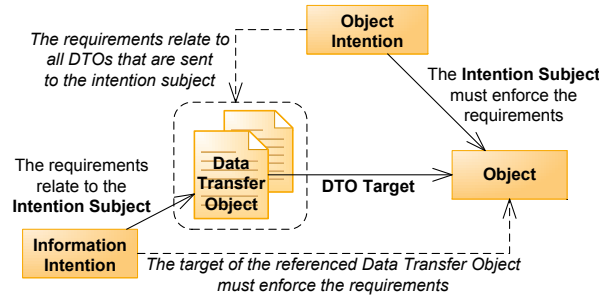 The requirements relate to
all DTOs that are sent
to the intention subject
Object
Intention
The Intention Subject
must enforce the
requirements
The requirements
relate to the
Intention Subject
Data
Transfer
Object
DTO Target
Object
Information
Intention
The target of the referenced Data Transfer Object
must enforce the requirements